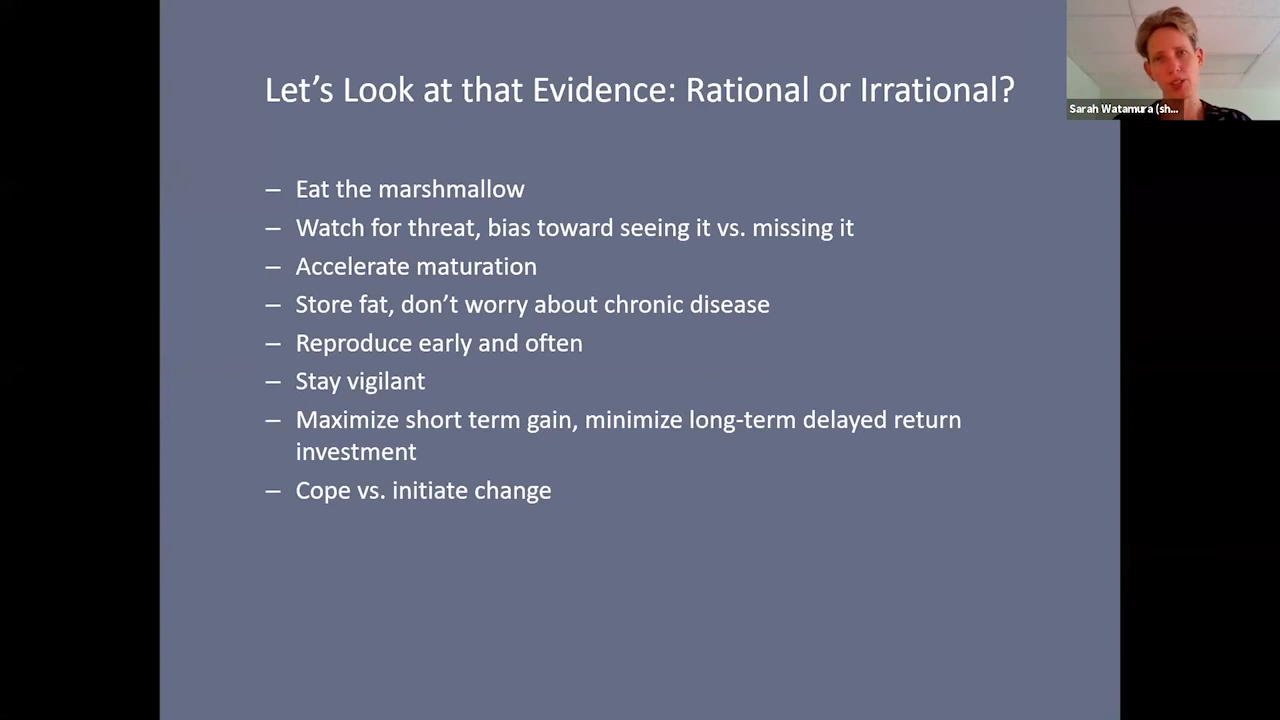 Let’s Look at that Evidence: Rational or Irrational?
Sarah Watamura (sh...
– Eat the marshmallow
– Watch for threat, bias toward seeing it vs. missing it
– Accelerate maturation
– Store fat, don’t worry about chronic disease
– Reproduce early and often
– Stay vigilant
– Maximize short term gain, minimize long-term delayed return
investment
– Cope vs. initiate change